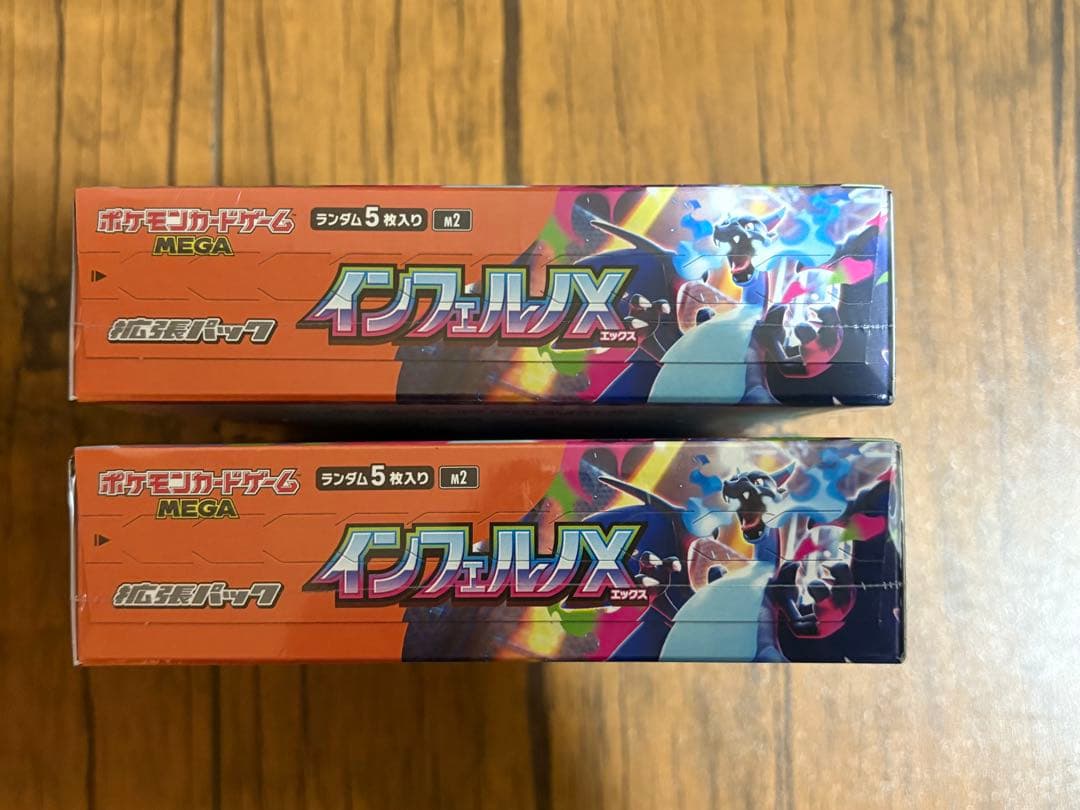 ポケモンカードゲーム
MEGA
ランダム5枚入り
M2
インフェルノX
エックス
拡張パック
ポケモンカードゲーム
MEGA
ランダム5枚入り
M2
インフェルノX
エックス
拡張パック